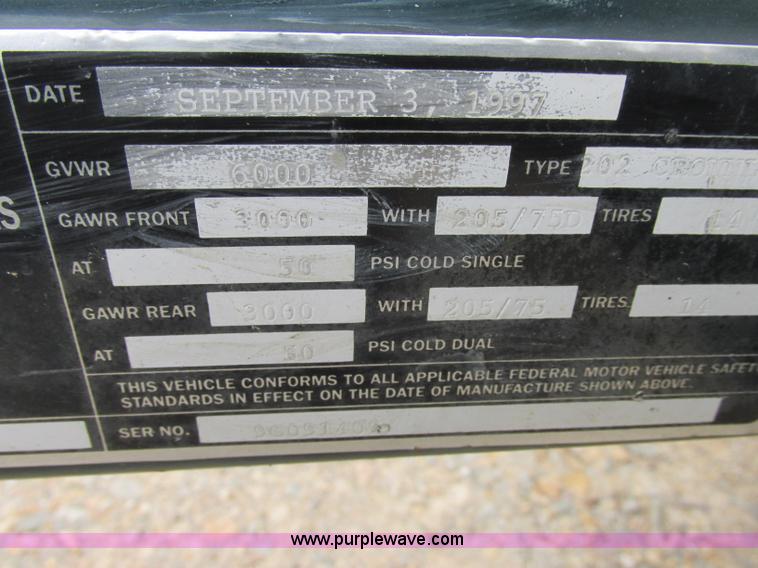 DATE SEPTEMBER 3, 1997
GVWR 6000 TYPE
GAWR FRONT 3000 WITH 205/75D TIRES 14
AT 50 PSI COLD SINGLE
GAWR REAR 3000 WITH 205/75 TIRES 14
AT 50 PSI COLD DUAL
THIS VEHICLE CONFORMS TO ALL APPLICABLE FEDERAL MOTOR VEHICLE SAFET
STANDARDS IN EFFECT ON THE DATE OF MANUFACTURE SHOWN ABOVE.
SER NO.
www.purplewave.com